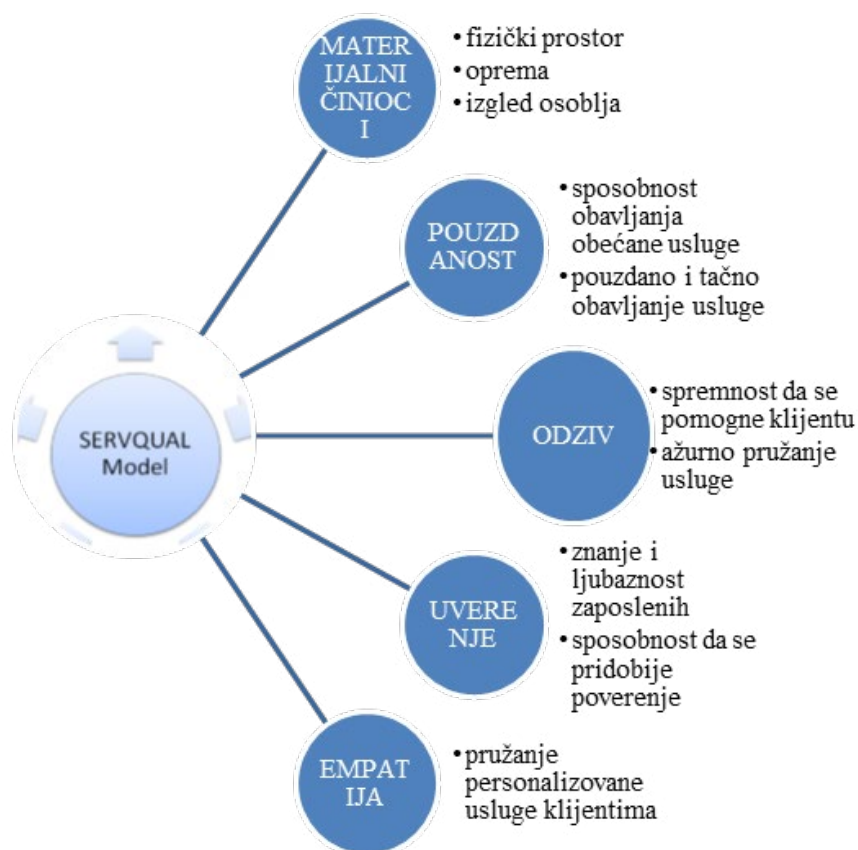 MATER
IJALNI
ČINIOC
I
• fizički prostor
• oprema
• izgled osoblja
POUZD
ANOST
• sposobnost
obavljanja
obećane usluge
• pouzdano i tačno
obavljanje usluge
SERVQUAL
Model
ODZIV
• spremnost da se
pomogne klijentu
• ažurno pružanje
usluge
UVERE
NJE
• znanje i
ljubaznost
zaposlenih
• sposobnost da se
pridobije
poverenje
EMPAT
IJA
• pružanje
personalizovane
usluge klijentima